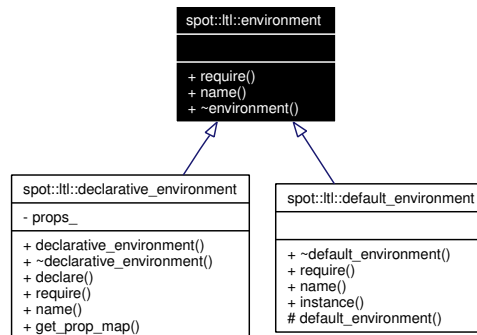 spot::ltl::environment
+ require()
+ name()
+ ~environment()
spot::ltl::declarative_environment
- props_
+ declarative_environment()
+ ~declarative_environment()
+ declare()
+ require()
+ name()
+ get_prop_map()
spot::ltl::default_environment
+ ~default_environment()
+ require()
+ name()
+ instance()
# default_environment()